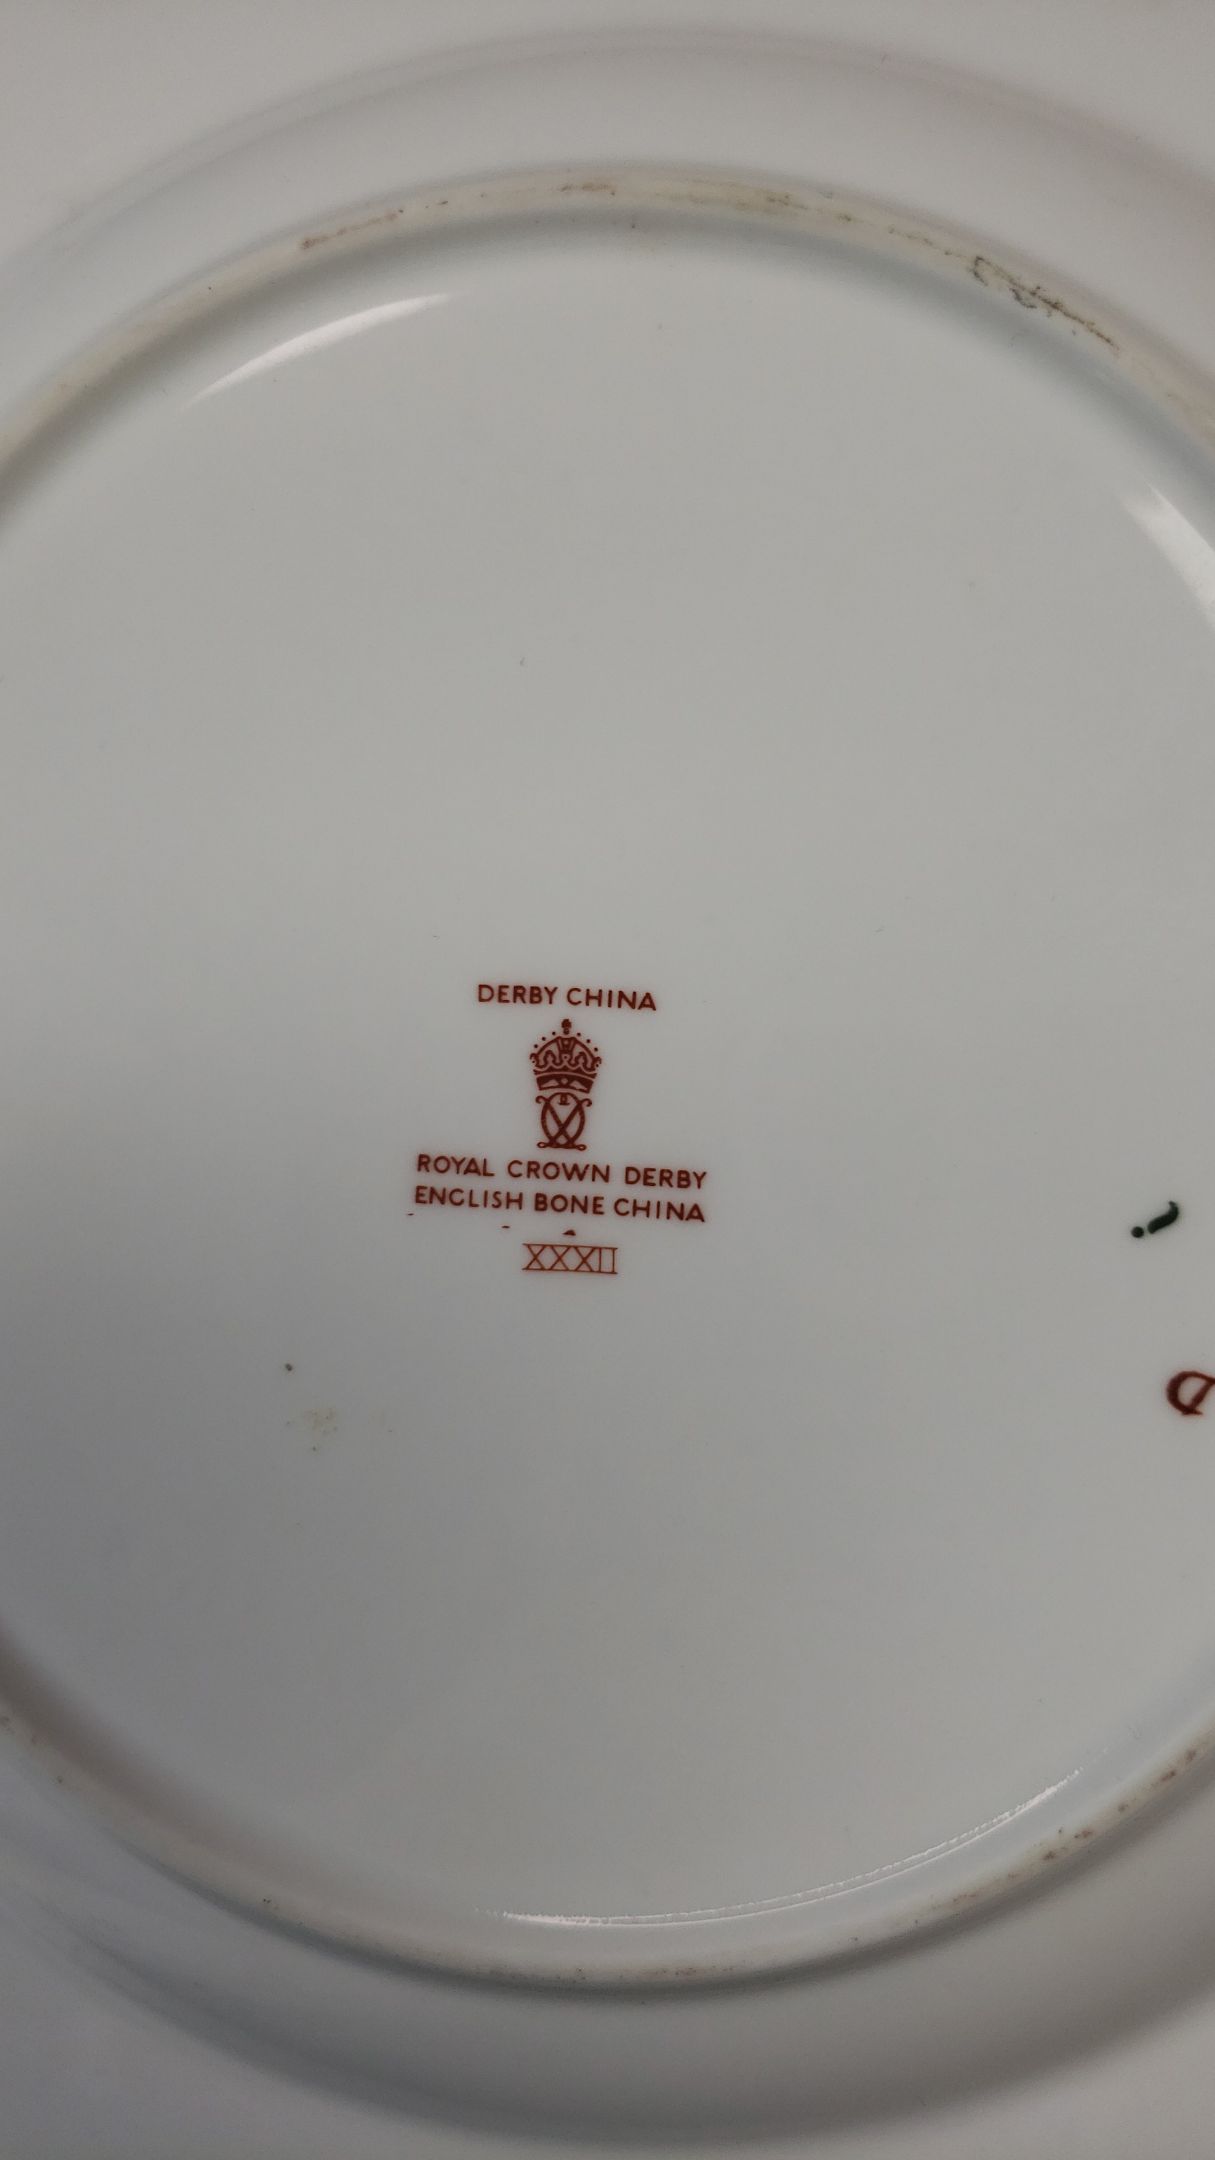 DERBY CHINA
ROYAL CROWN DERBY
ENGLISH BONE CHINA
XXXII
D